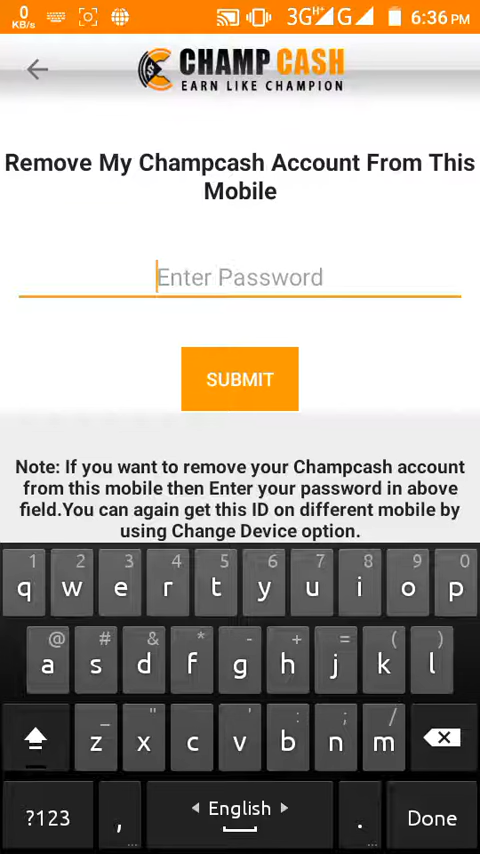 0 KB/s 3G H+ G 6:36 PM
CHAMP CASH
EARN LIKE CHAMPION
Remove My Champcash Account From This
Mobile
Enter Password
SUBMIT
Note: If you want to remove your Champcash account
from this mobile then Enter your password in above
field.You can again get this ID on different mobile by
using Change Device option.
1 2 3 4 5 6 7 8 9 0
q w e r t y u i o p
@ # & * - + = ( )
a s d f g h j k l
_ " ' : ; /
z x c v b n m
?123 , English . Done